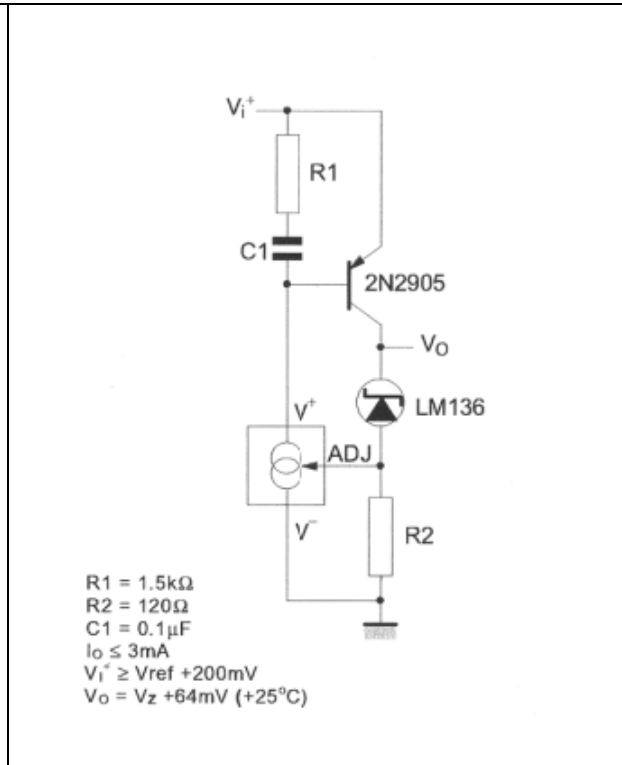 Vi+
R1
C1
2N2905
VO
LM136
V+
ADJ
V−
R2
R1 = 1.5kΩ
R2 = 120Ω
C1 = 0.1µF
IO ≤ 3mA
VI+ ≥ Vref +200mV
VO = VZ +64mV (+25°C)